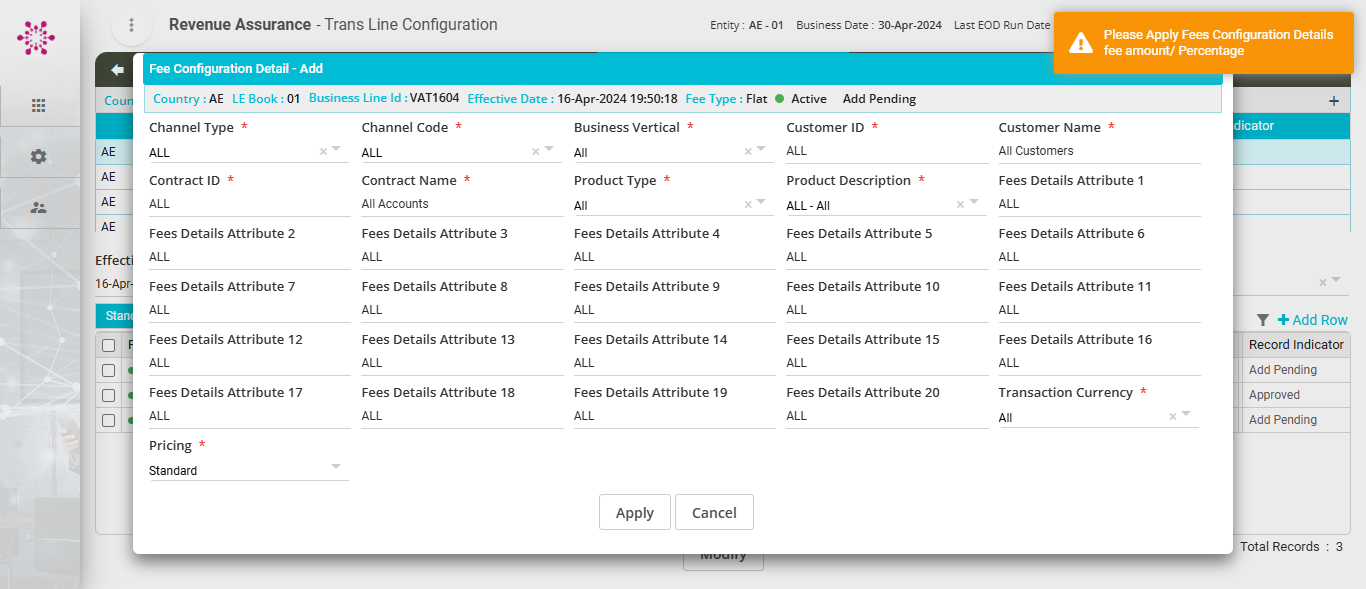 Revenue Assurance - Trans Line Configuration
Entity : AE - 01 Business Date : 30-Apr-2024 Last EOD Run Date
Please Apply Fees Configuration Details
fee amount/ Percentage
Fee Configuration Detail - Add
Country : AE LE Book : 01 Business Line Id : VAT1604 Effective Date : 16-Apr-2024 19:50:18 Fee Type : Flat Active Add Pending
Coun
+
dicator
AE
AE
AE
AE
Channel Type * Channel Code * Business Vertical * Customer ID * Customer Name *
ALL ALL All ALL All Customers
Contract ID * Contract Name * Product Type * Product Description * Fees Details Attribute 1
ALL All Accounts All ALL - All ALL
Fees Details Attribute 2 Fees Details Attribute 3 Fees Details Attribute 4 Fees Details Attribute 5 Fees Details Attribute 6
ALL ALL ALL ALL ALL
Effecti
16-Apr-
Fees Details Attribute 7 Fees Details Attribute 8 Fees Details Attribute 9 Fees Details Attribute 10 Fees Details Attribute 11
ALL ALL ALL ALL ALL
Stand
+ Add Row
Fees Details Attribute 12 Fees Details Attribute 13 Fees Details Attribute 14 Fees Details Attribute 15 Fees Details Attribute 16
ALL ALL ALL ALL ALL
Record Indicator
Add Pending
Approved
Add Pending
Fees Details Attribute 17 Fees Details Attribute 18 Fees Details Attribute 19 Fees Details Attribute 20 Transaction Currency *
ALL ALL ALL ALL All
Pricing *
Standard
Apply Cancel
Modify
Total Records : 3